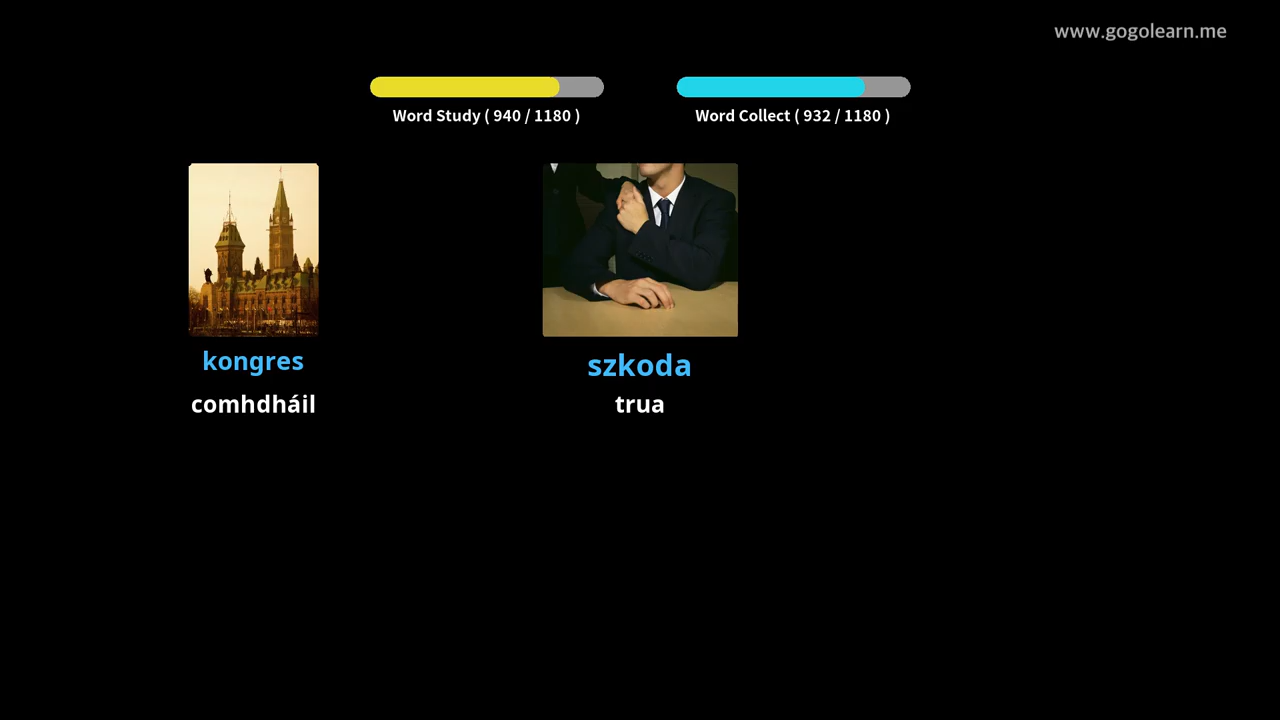 www.gogolearn.me
Word Study ( 940 / 1180 )
Word Collect ( 932 / 1180 )
kongres
szkoda
comhdháil
trua